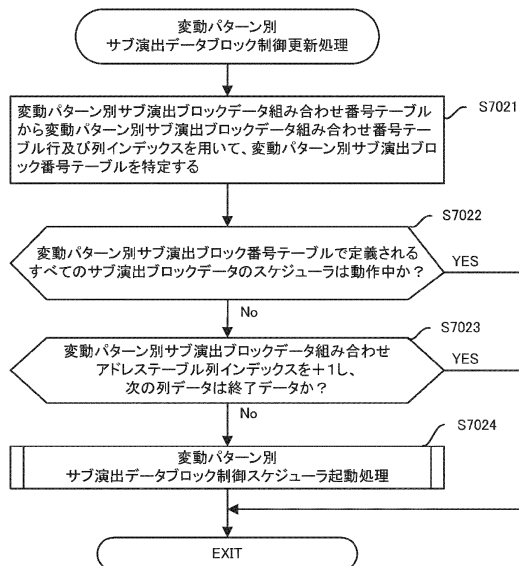 変動パターン別
サブ演出データブロック制御更新処理
変動パターン別サブ演出ブロックデータ組み合わせ番号テーブル
から変動パターン別サブ演出ブロックデータ組み合わせ番号テー
ブル行及び列インデックスを用いて、変動パターン別サブ演出ブロ
ック番号テーブルを特定する
S7021
S7022
変動パターン別サブ演出ブロック番号テーブルで定義される
すべてのサブ演出ブロックデータのスケジューラは動作中か？
YES
No
S7023
変動パターン別サブ演出ブロックデータ組み合わせ
アドレステーブル列インデックスを＋1し、
次の列データは終了データか？
YES
No
S7024
変動パターン別
サブ演出データブロック制御スケジューラ起動処理
EXIT